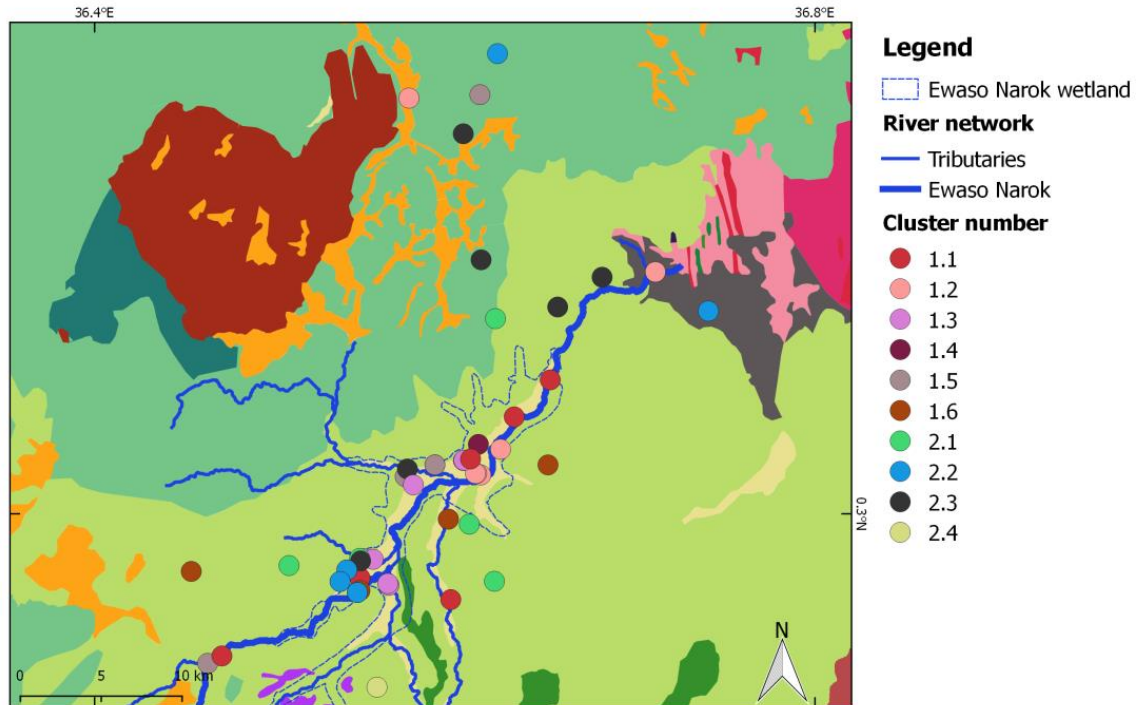 36.4°E
36.8°E
0.3°N
0
5
10 km
N
Legend
Ewaso Narok wetland
River network
Tributaries
Ewaso Narok
Cluster number
1.1
1.2
1.3
1.4
1.5
1.6
2.1
2.2
2.3
2.4